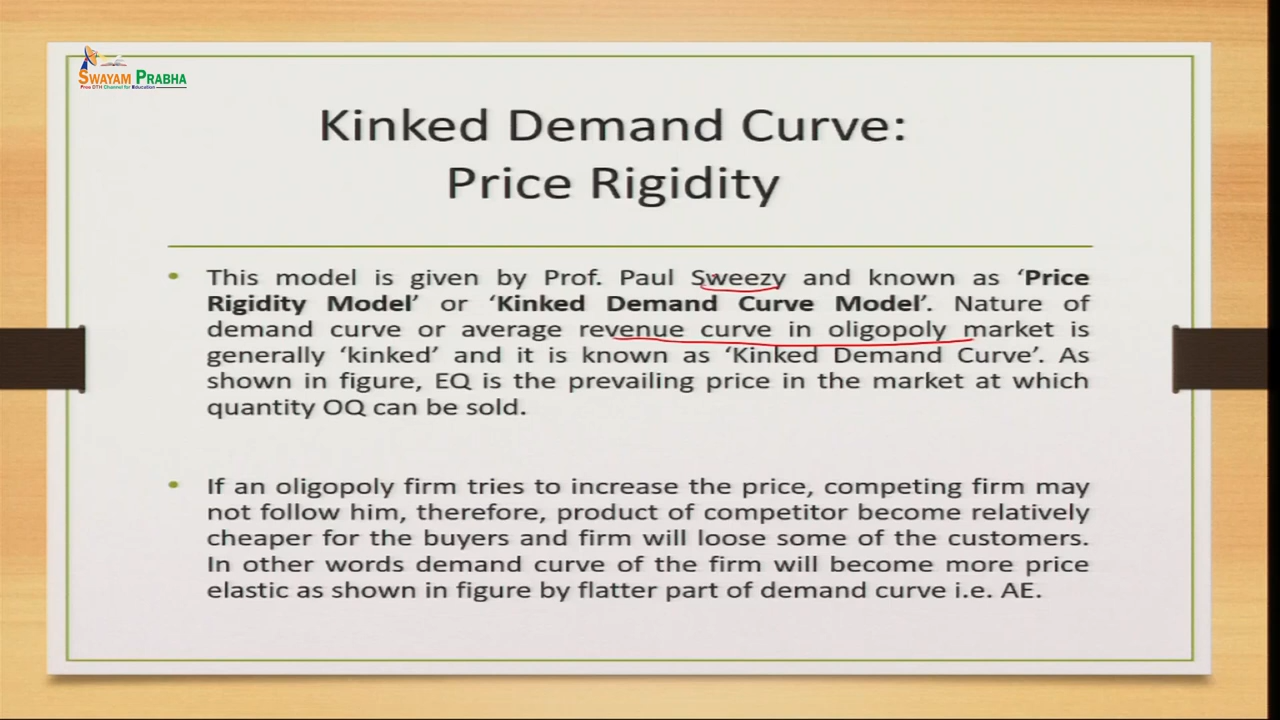 SWAYAM PRABHA
Free DTH Channel for Education
Kinked Demand Curve:
Price Rigidity
• This model is given by Prof. Paul Sweezy and known as ‘Price
Rigidity Model’ or ‘Kinked Demand Curve Model’. Nature of
demand curve or average revenue curve in oligopoly market is
generally ‘kinked’ and it is known as ‘Kinked Demand Curve’. As
shown in figure, EQ is the prevailing price in the market at which
quantity OQ can be sold.
• If an oligopoly firm tries to increase the price, competing firm may
not follow him, therefore, product of competitor become relatively
cheaper for the buyers and firm will loose some of the customers.
In other words demand curve of the firm will become more price
elastic as shown in figure by flatter part of demand curve i.e. AE.